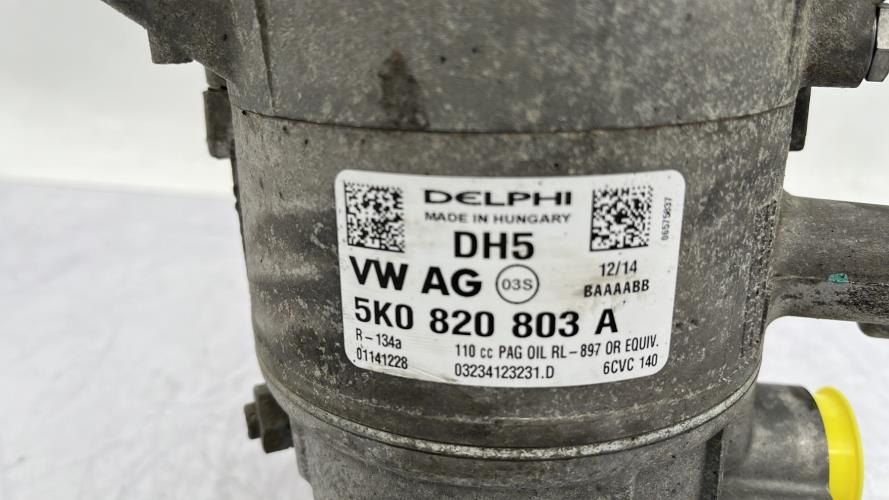 DELPHI
MADE IN HUNGARY
06575837
DH5
12/14
VW AG 03S BAAAABB
5K0 820 803 A
R-134a 110 cc PAG OIL RL-897 OR EQUIV.
01141228 03234123231.D 6CVC 140